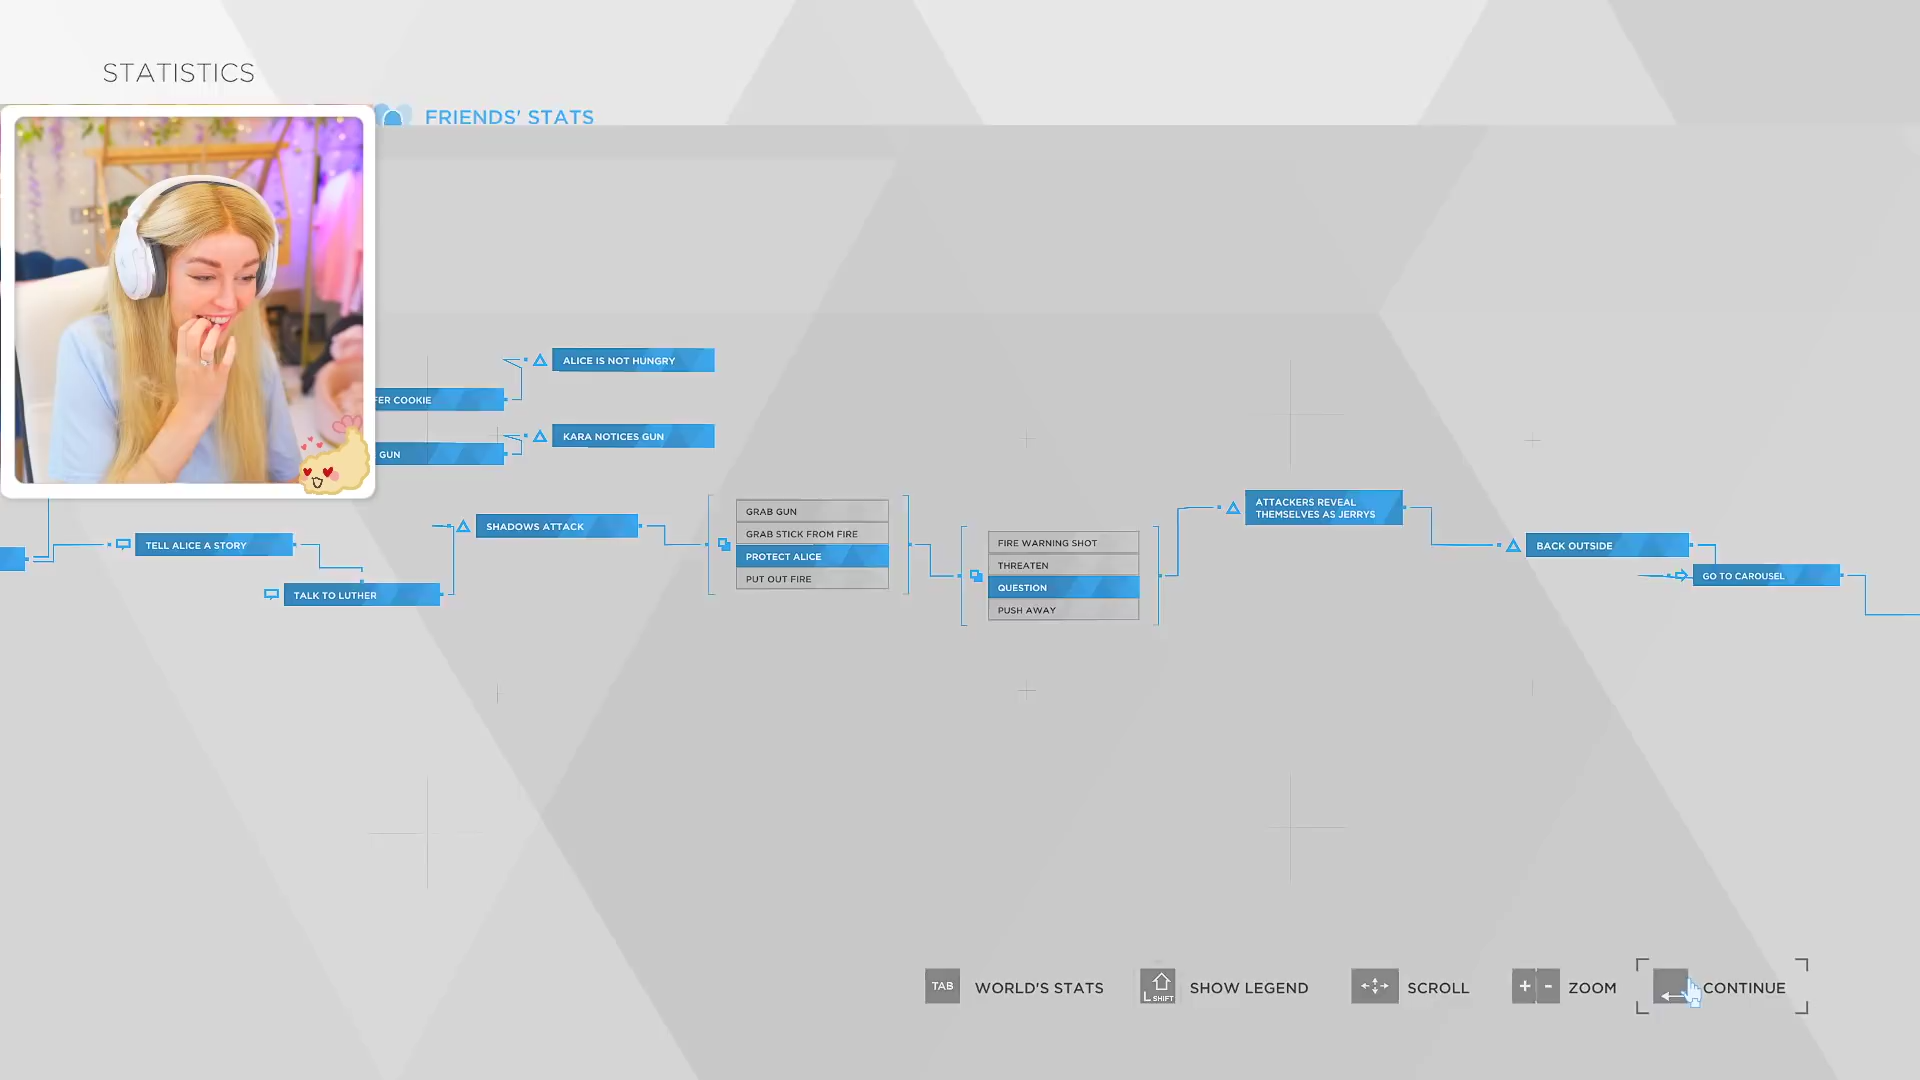 STATISTICS
FRIENDS' STATS
ALICE IS NOT HUNGRY
FER COOKIE
KARA NOTICES GUN
GUN
TELL ALICE A STORY
TALK TO LUTHER
SHADOWS ATTACK
GRAB GUN
GRAB STICK FROM FIRE
PROTECT ALICE
PUT OUT FIRE
FIRE WARNING SHOT
THREATEN
QUESTION
PUSH AWAY
ATTACKERS REVEAL
THEMSELVES AS JERRYS
BACK OUTSIDE
GO TO CAROUSEL
TAB WORLD'S STATS
L SHIFT SHOW LEGEND
SCROLL
+ - ZOOM
CONTINUE